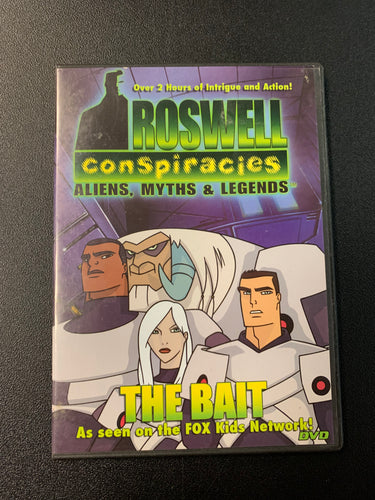 Over 2 Hours of Intrigue and Action!
ROSWELL
conspiracies
ALIENS, MYTHS & LEGENDS
THE BAIT
As seen on the FOX Kids Network!
DVD